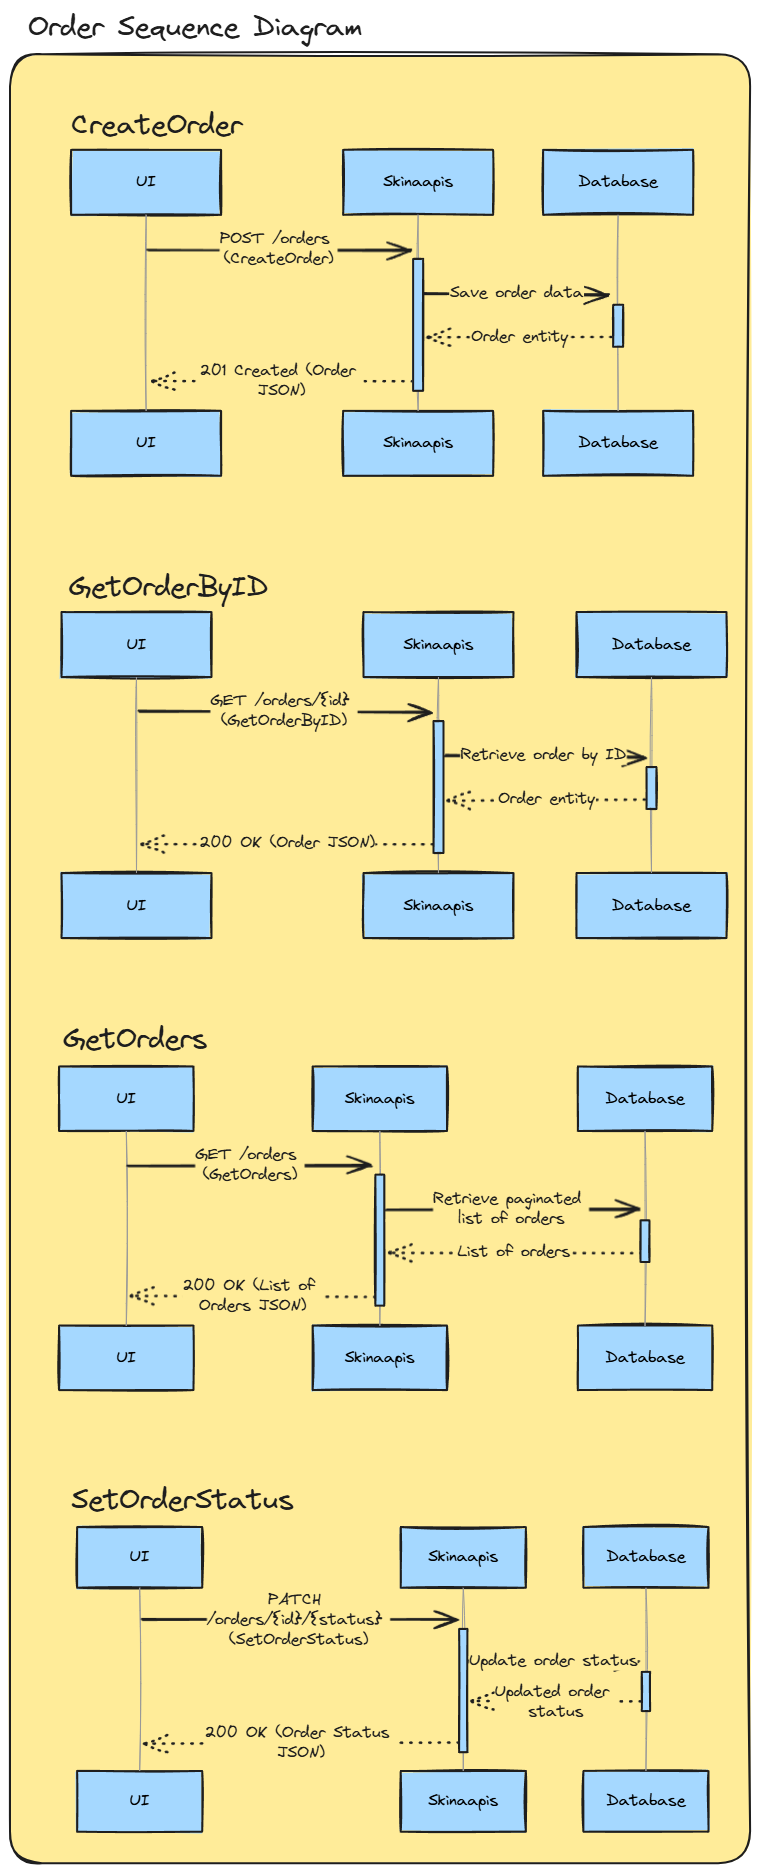 Order Sequence Diagram
CreateOrder
UI
Skinaapis
Database
POST /orders
(CreateOrder)
Save order data
Order entity
201 Created (Order
JSON)
UI
Skinaapis
Database
GetOrderByID
UI
Skinaapis
Database
GET /orders/{id}
(GetOrderByID)
Retrieve order by ID
Order entity
200 OK (Order JSON)
UI
Skinaapis
Database
GetOrders
UI
Skinaapis
Database
GET /orders
(GetOrders)
Retrieve paginated
list of orders
List of orders
200 OK (List of
Orders JSON)
UI
Skinaapis
Database
SetOrderStatus
UI
Skinaapis
Database
PATCH
/orders/{id}/{status}
(SetOrderStatus)
Update order status
Updated order
status
200 OK (Order Status
JSON)
UI
Skinaapis
Database